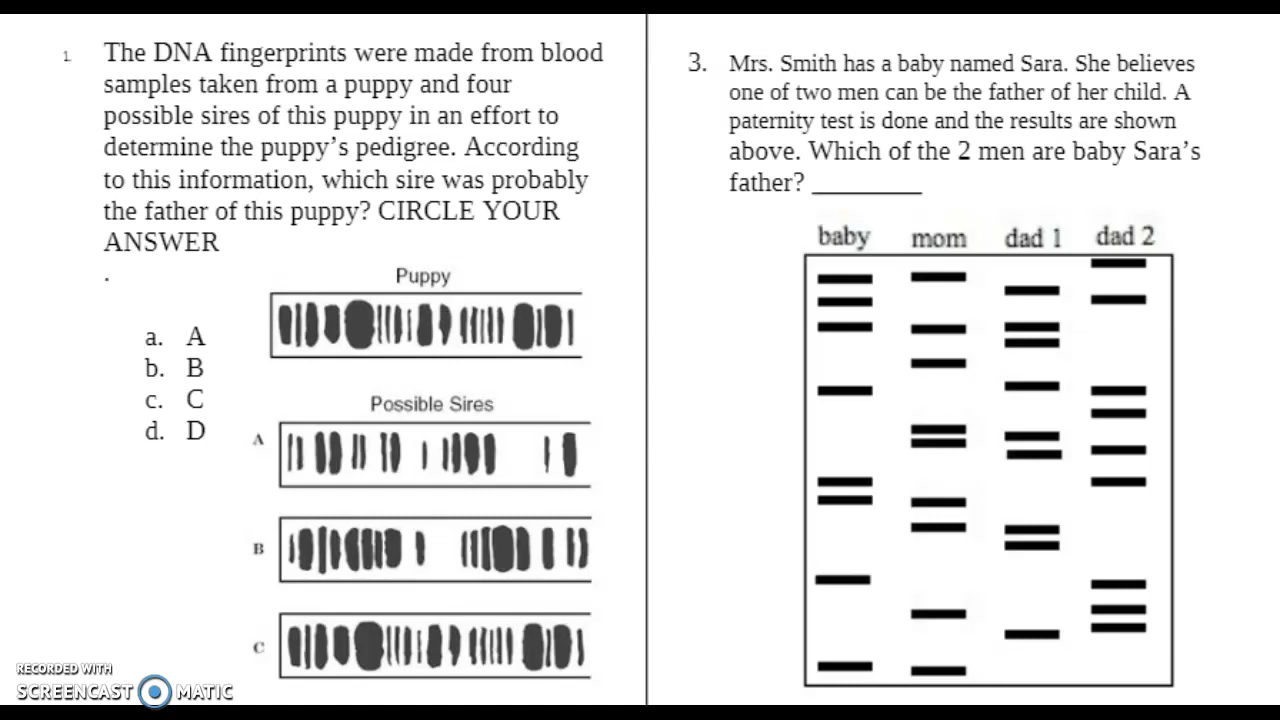 1. The DNA fingerprints were made from blood
samples taken from a puppy and four
possible sires of this puppy in an effort to
determine the puppy’s pedigree. According
to this information, which sire was probably
the father of this puppy? CIRCLE YOUR
ANSWER
.
a. A
b. B
c. C
d. D
Puppy
Possible Sires
A
B
C
RECORDED WITH
SCREENCAST MATIC
3. Mrs. Smith has a baby named Sara. She believes
one of two men can be the father of her child. A
paternity test is done and the results are shown
above. Which of the 2 men are baby Sara’s
father? _________
baby mom dad 1 dad 2